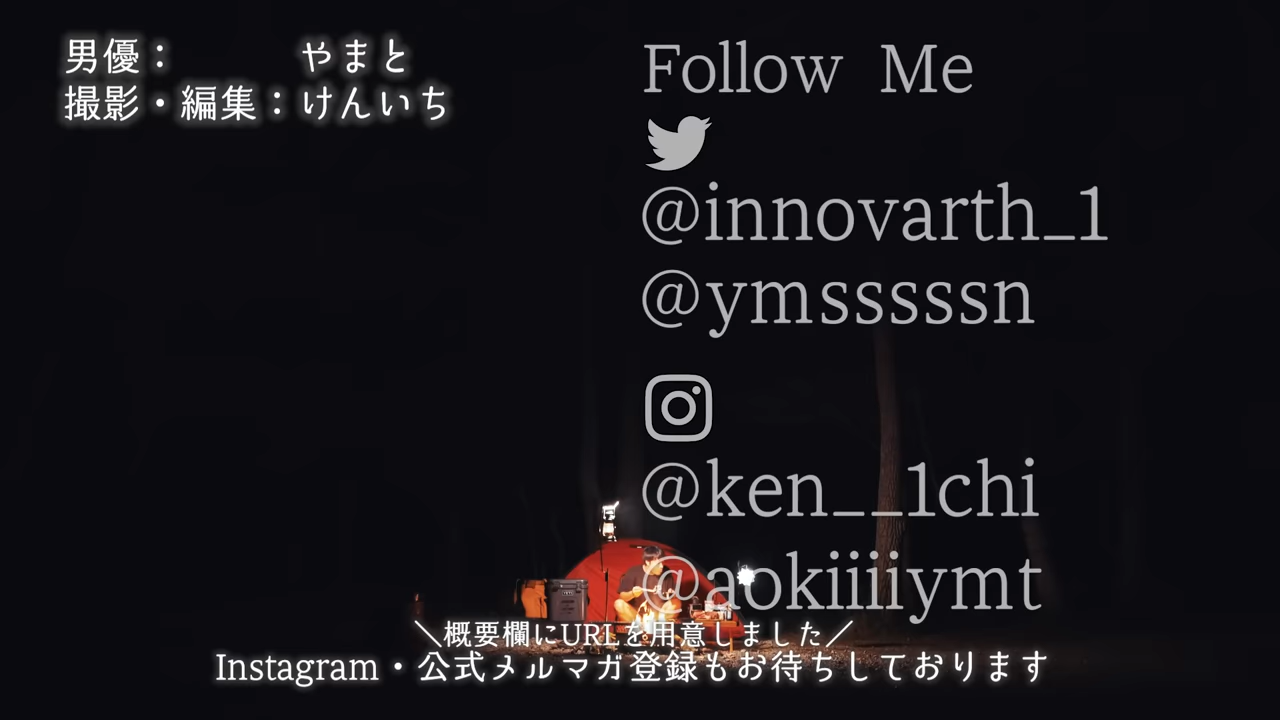 男優： やまと
撮影・編集：けんいち
Follow Me
@innovarth_1
@ymsssssn
@ken__1chi
@aokiiiiymt
＼概要欄にURLを用意しました／
Instagram・公式メルマガ登録もお待ちしております